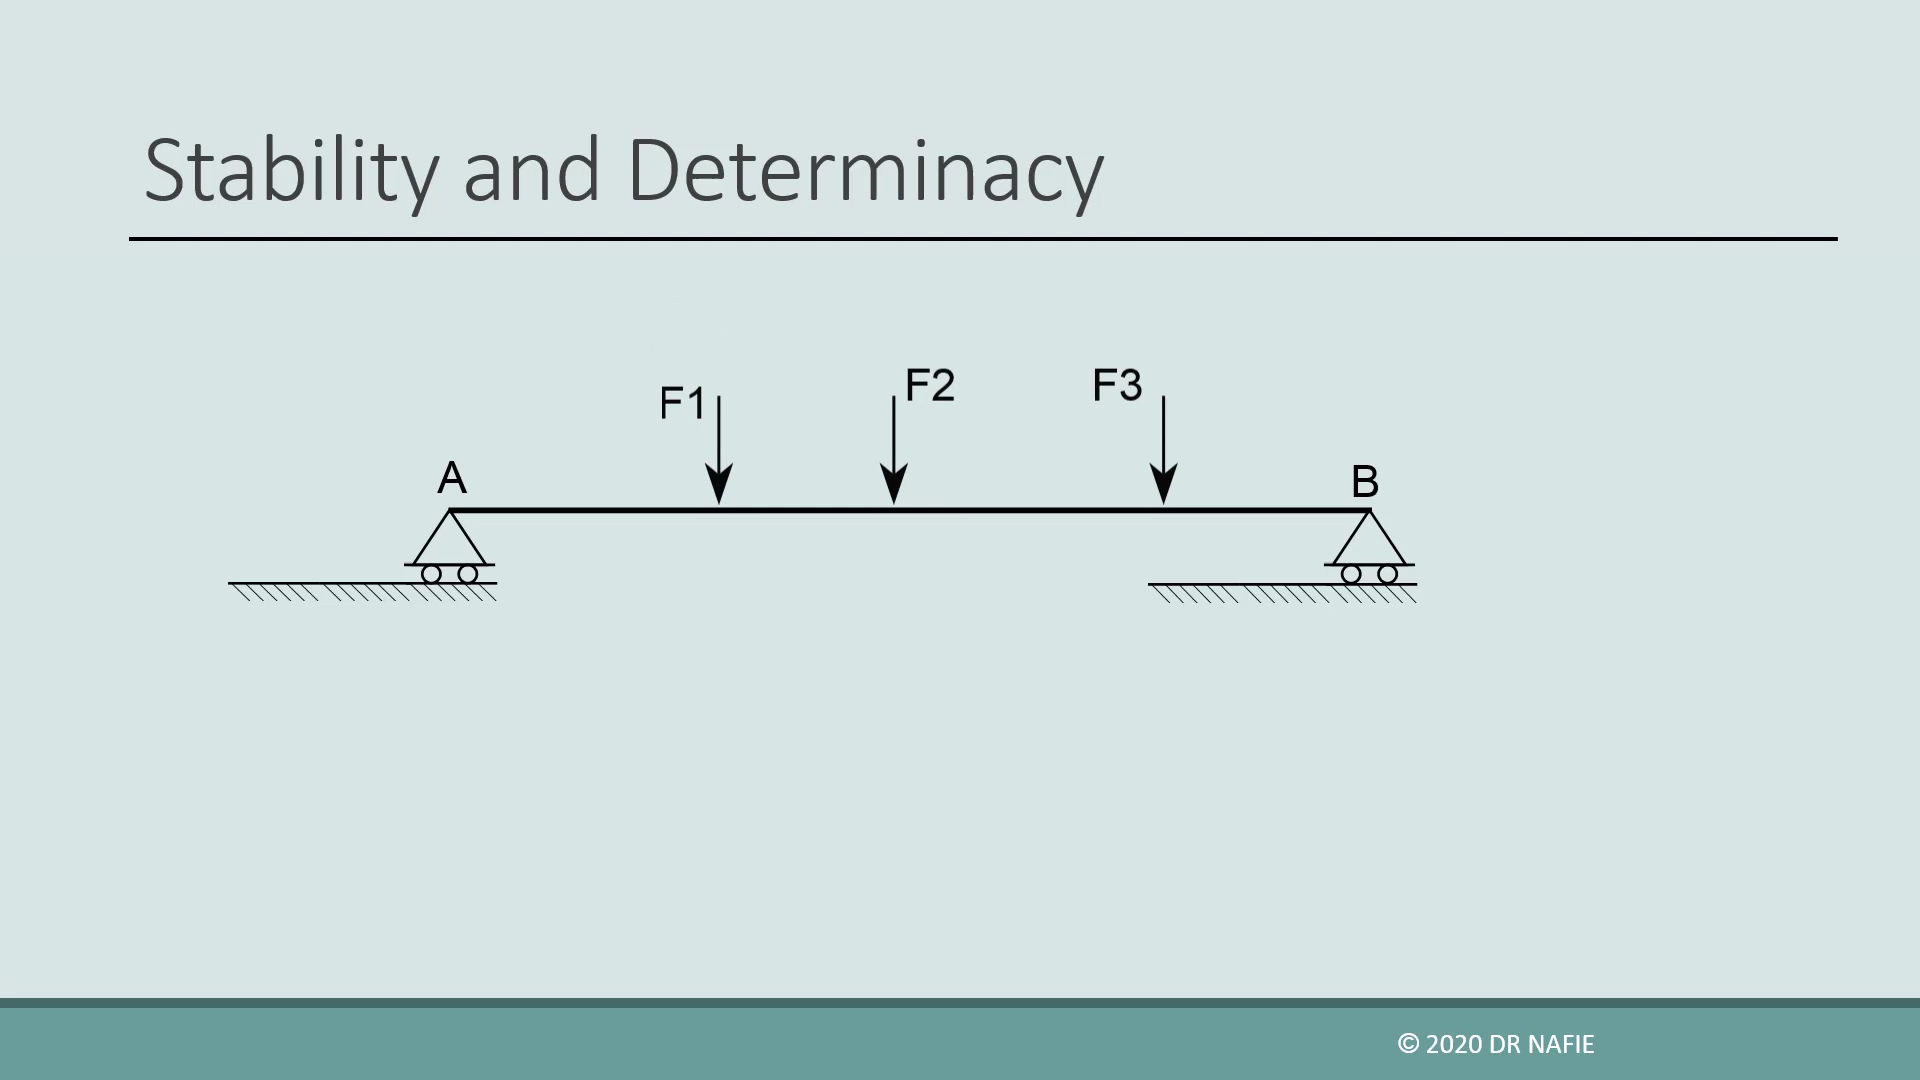 Stability and Determinacy
F1
F2
F3
A
B
© 2020 DR NAFIE